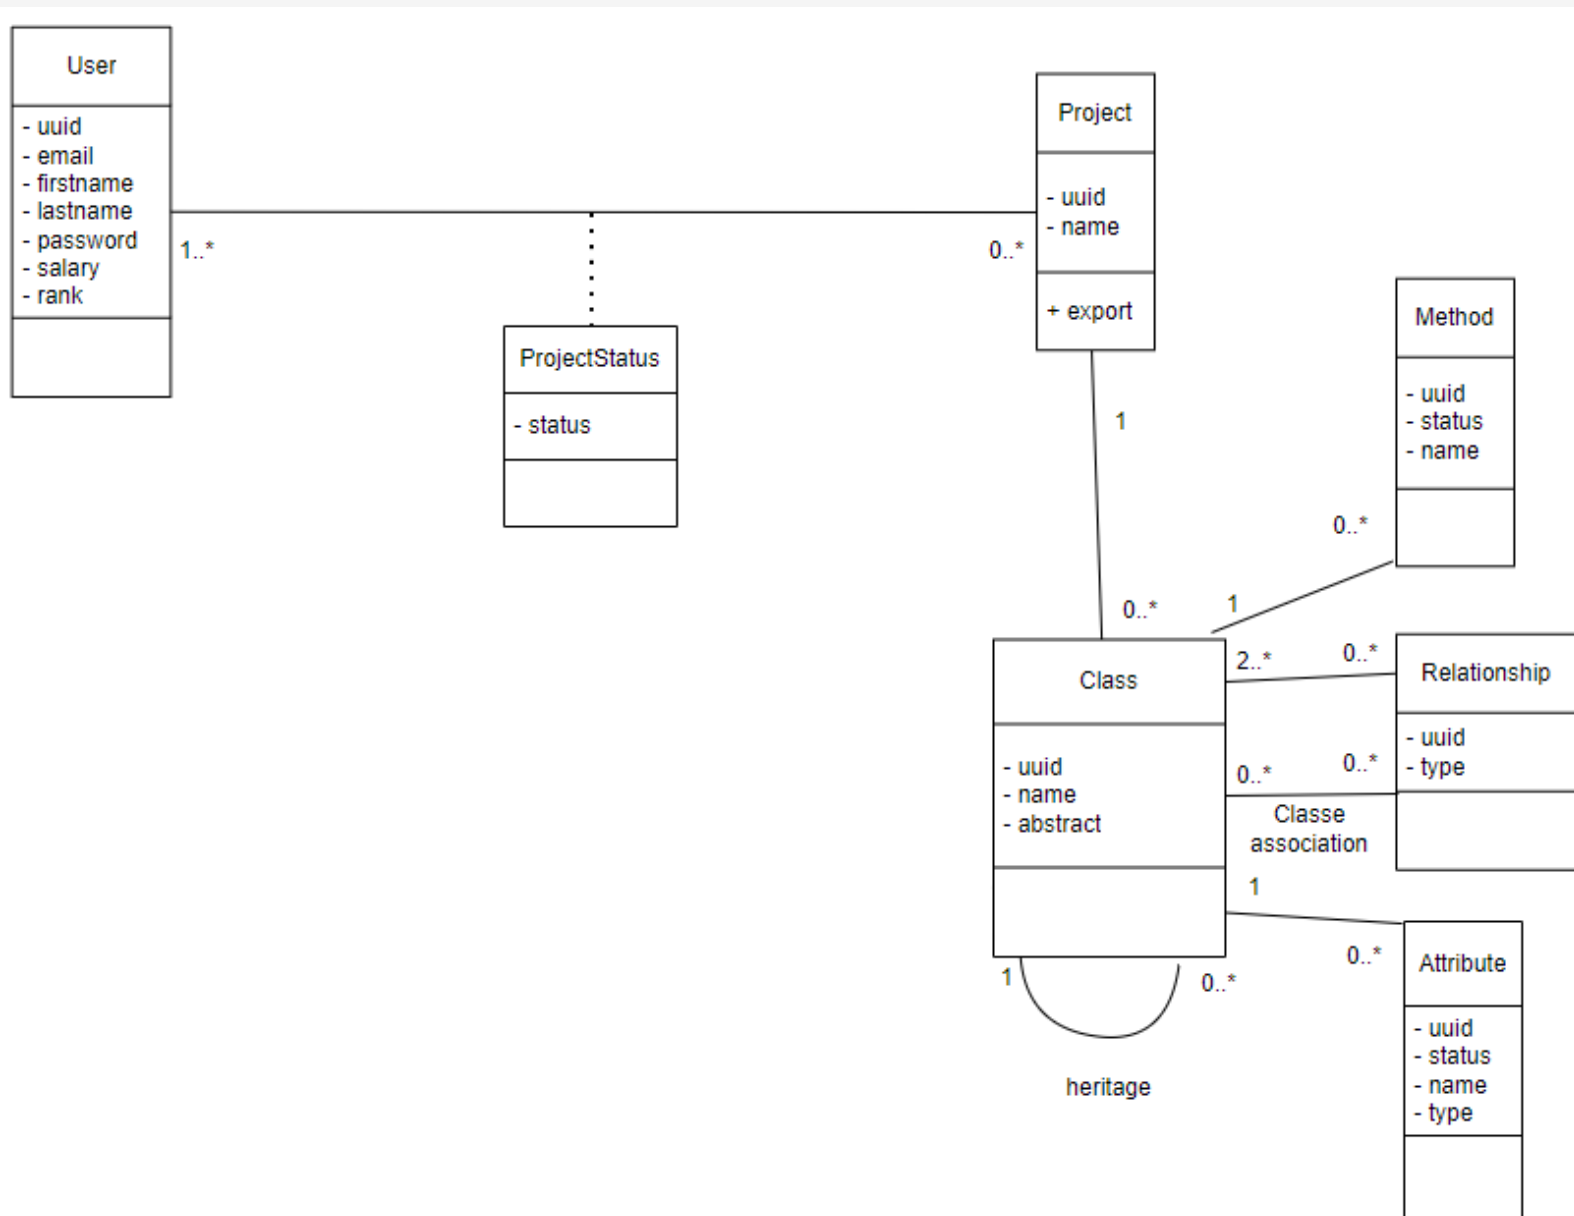 User
- uuid
- email
- firstname
- lastname
- password
- salary
- rank
1..*
0..*
ProjectStatus
- status
Project
- uuid
- name
+ export
1
0..*
Method
- uuid
- status
- name
0..*
1
Class
- uuid
- name
- abstract
2..*
0..*
Relationship
- uuid
- type
0..*
0..*
Classe
association
1
0..*
Attribute
- uuid
- status
- name
- type
1
0..*
heritage